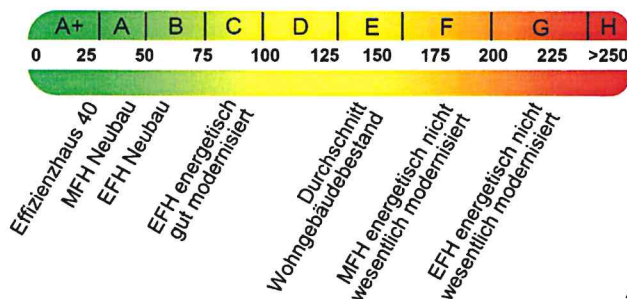 A+ A B C D E F G H
0 25 50 75 100 125 150 175 200 225 >250
Effizienzhaus 40
MFH Neubau
EFH Neubau
EFH energetisch
gut modernisiert
Durchschnitt
Wohngebäudebestand
MFH energetisch nicht
wesentlich modernisiert
EFH energetisch nicht
wesentlich modernisiert